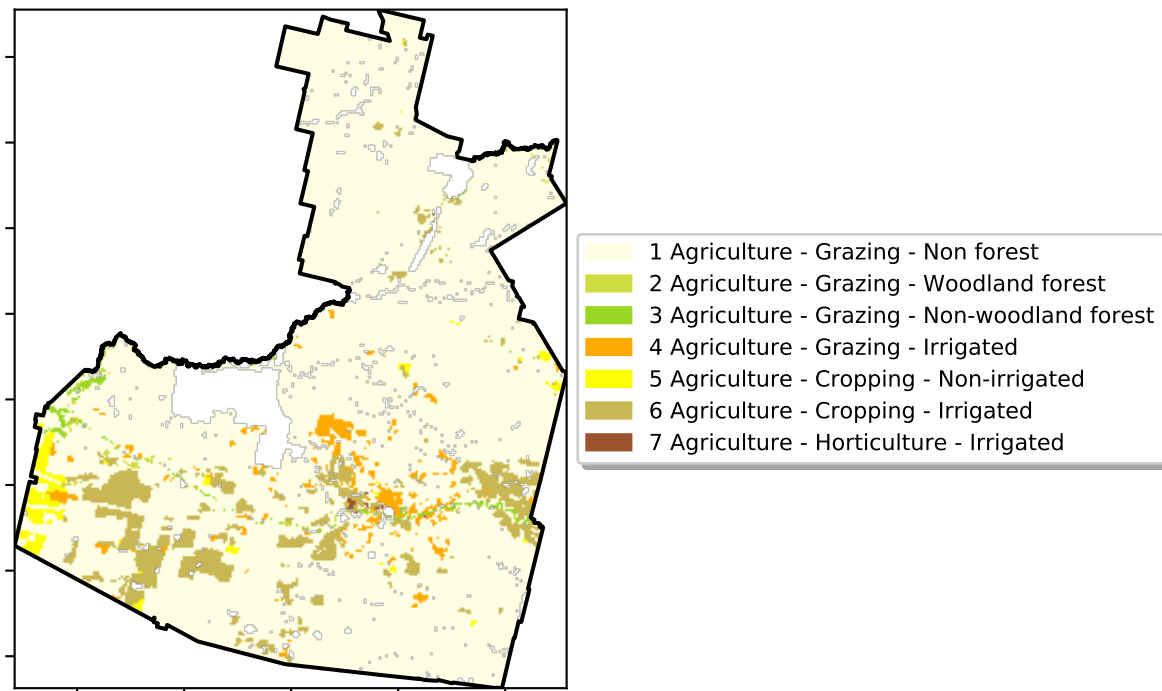 1 Agriculture - Grazing - Non forest
2 Agriculture - Grazing - Woodland forest
3 Agriculture - Grazing - Non-woodland forest
4 Agriculture - Grazing - Irrigated
5 Agriculture - Cropping - Non-irrigated
6 Agriculture - Cropping - Irrigated
7 Agriculture - Horticulture - Irrigated